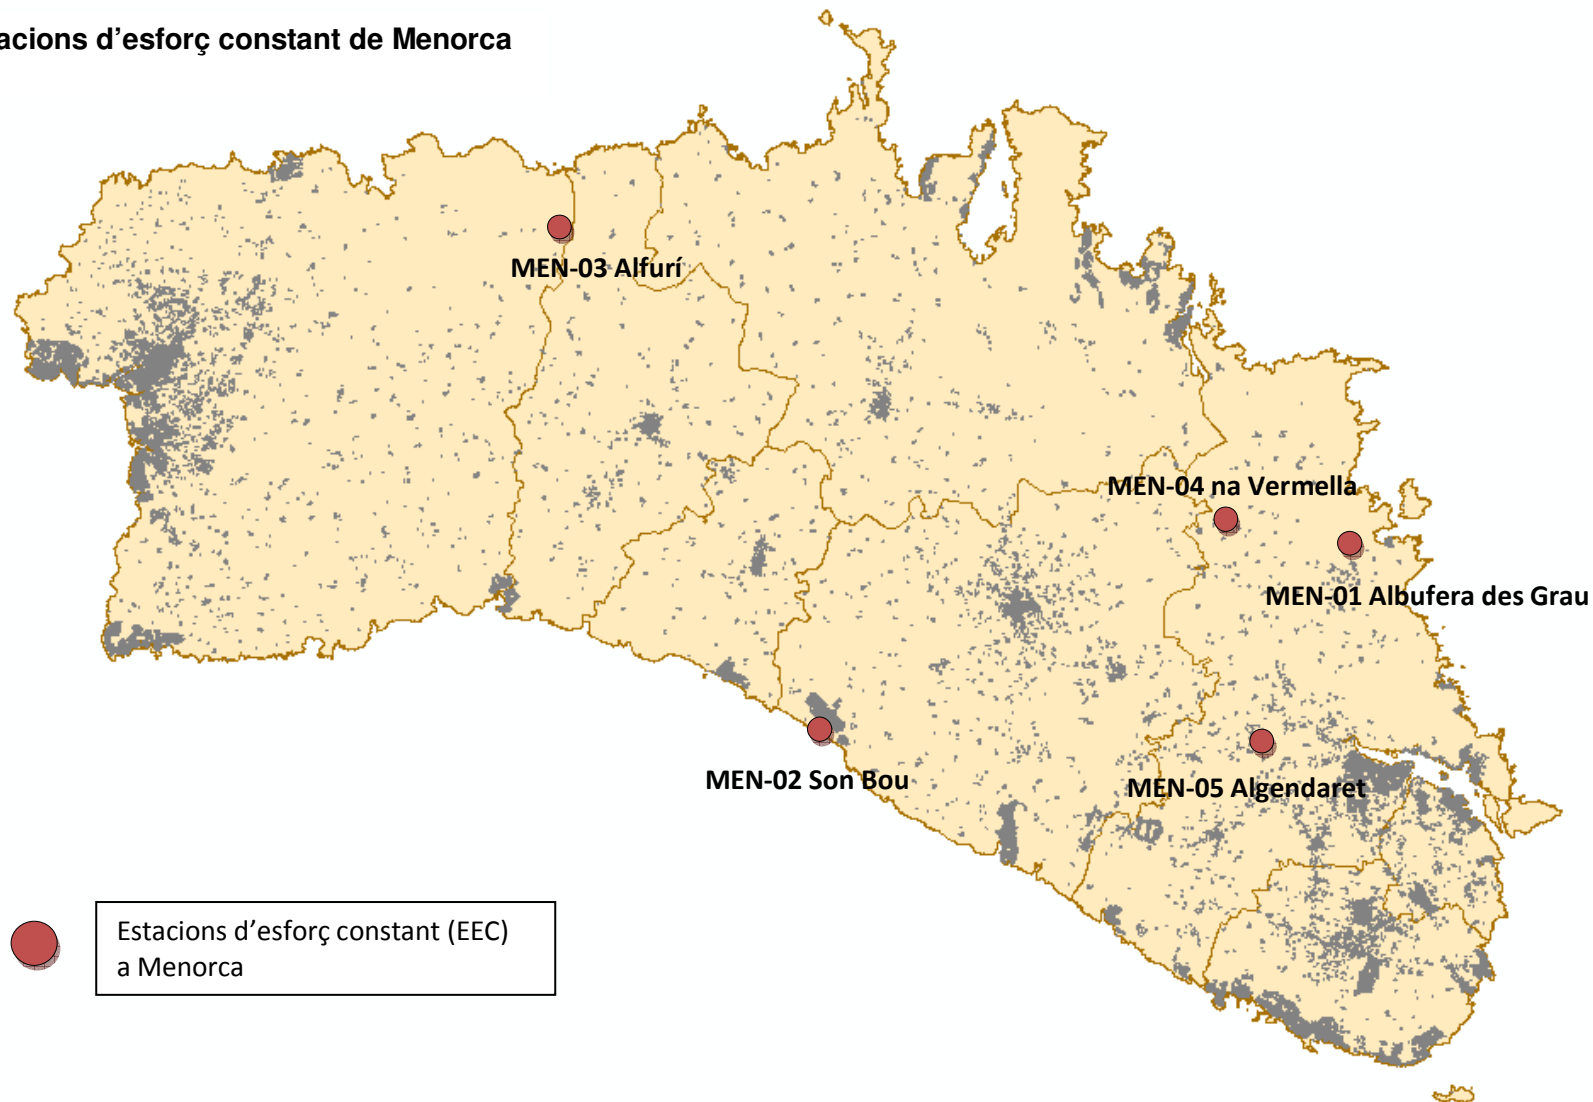 acions d’esforç constant de Menorca
MEN-03 Alfurí
MEN-04 na Vermella
MEN-01 Albufera des Grau
MEN-02 Son Bou
MEN-05 Algendaret
Estacions d’esforç constant (EEC)
a Menorca